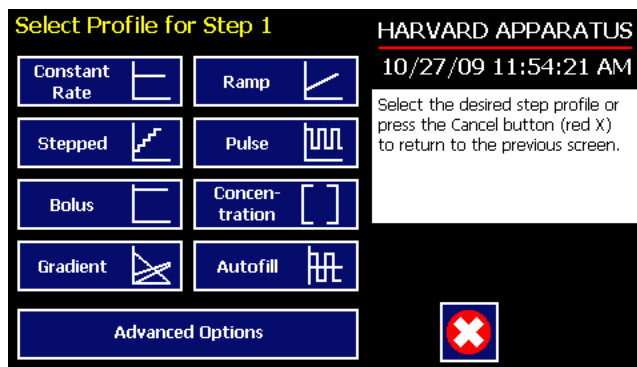 Select Profile for Step 1
Constant
Rate
Ramp
Stepped
Pulse
Bolus
Concen-
tration
Gradient
Autofill
Advanced Options
HARVARD APPARATUS
10/27/09 11:54:21 AM
Select the desired step profile or
press the Cancel button (red X)
to return to the previous screen.